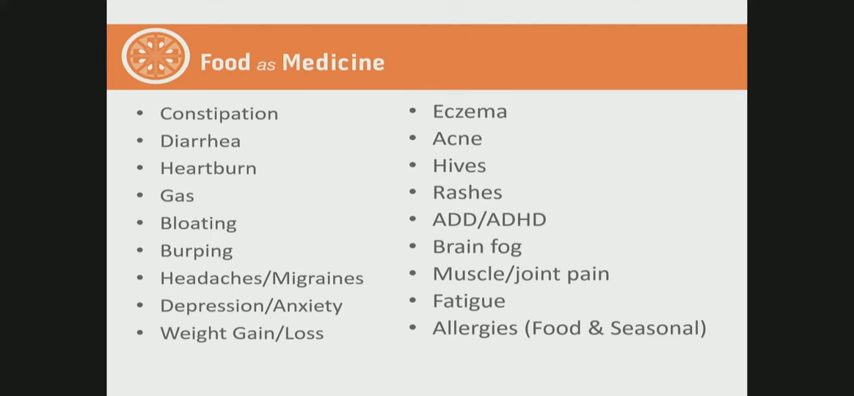 Food as Medicine
• Constipation
• Diarrhea
• Heartburn
• Gas
• Bloating
• Burping
• Headaches/Migraines
• Depression/Anxiety
• Weight Gain/Loss
• Eczema
• Acne
• Hives
• Rashes
• ADD/ADHD
• Brain fog
• Muscle/joint pain
• Fatigue
• Allergies (Food & Seasonal)